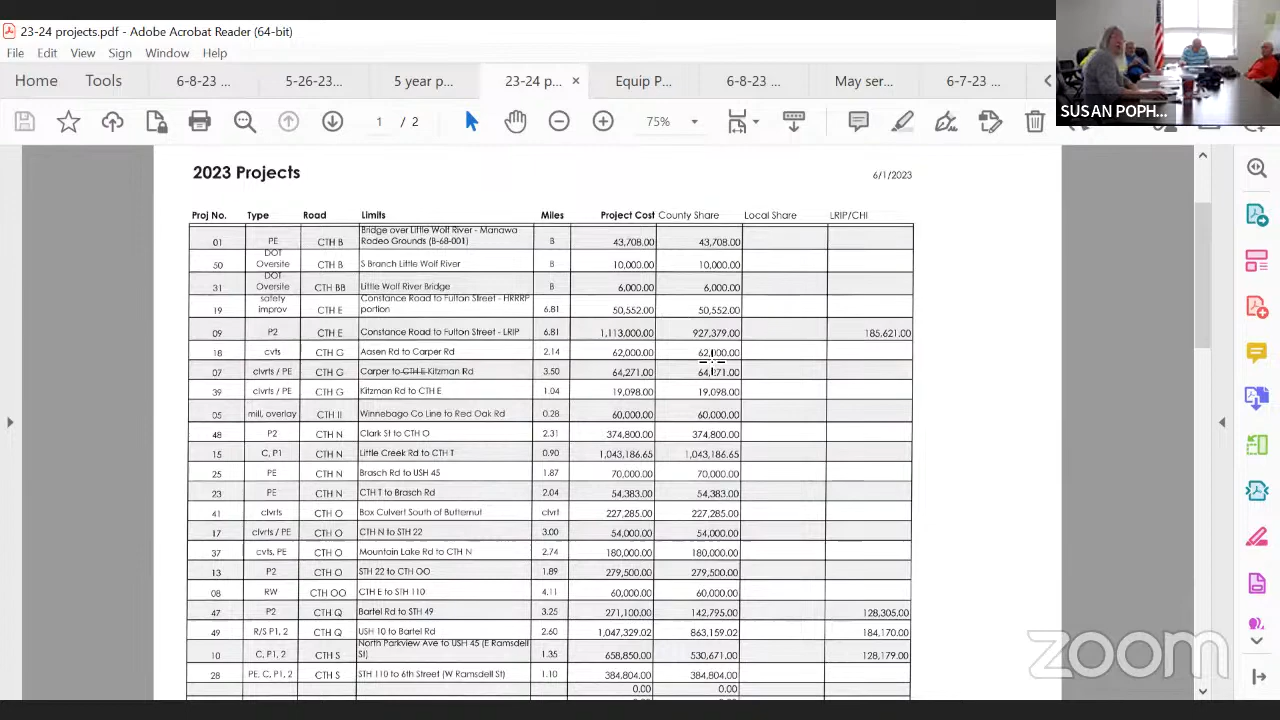 23-24 projects.pdf - Adobe Acrobat Reader (64-bit)
File Edit View Sign Window Help
Home Tools 6-8-23 ... 5-26-23... 5 year p... 23-24 p... × Equip P... 6-8-23 ... May ser... 6-7-23 ...
1 / 2 75%
SUSAN POPH...
2023 Projects 6/1/2023
Proj No. Type Road Limits Miles Project Cost County Share Local Share LRIP/CHI
01 PE CTH B Bridge over Little Wolf River - Manawa Rodeo Grounds (B-68-001) B 43,708.00 43,708.00
50 DOT Oversite CTH B S Branch Little Wolf River B 10,000.00 10,000.00
31 DOT Oversite CTH BB Little Wolf River Bridge B 6,000.00 6,000.00
19 safety improv CTH E Constance Road to Fulton Street - HRRRP portion 6.81 50,552.00 50,552.00
09 P2 CTH E Constance Road to Fulton Street - LRIP 6.81 1,113,000.00 927,379.00 185,621.00
18 cvts CTH G Aasen Rd to Carper Rd 2.14 62,000.00 62,000.00
07 clvrts / PE CTH G Carper to CTH E Kitzman Rd 3.50 64,271.00 64,271.00
39 clvrts / PE CTH G Kitzman Rd to CTH E 1.04 19,098.00 19,098.00
05 mill, overlay CTH II Winnebago Co Line to Red Oak Rd 0.28 60,000.00 60,000.00
48 P2 CTH N Clark St to CTH O 2.31 374,800.00 374,800.00
15 C, P1 CTH N Little Creek Rd to CTH T 0.90 1,043,186.65 1,043,186.65
25 PE CTH N Brasch Rd to USH 45 1.87 70,000.00 70,000.00
23 PE CTH N CTH T to Brasch Rd 2.04 54,383.00 54,383.00
41 clvrts CTH O Box Culvert South of Butternut clvrt 227,285.00 227,285.00
17 clvrts / PE CTH O CTH N to STH 22 3.00 54,000.00 54,000.00
37 cvts, PE CTH O Mountain Lake Rd to CTH N 2.74 180,000.00 180,000.00
13 P2 CTH O STH 22 to CTH OO 1.89 279,500.00 279,500.00
08 RW CTH OO CTH E to STH 110 4.11 60,000.00 60,000.00
47 P2 CTH Q Bartel Rd to STH 49 3.25 271,100.00 142,795.00 128,305.00
49 R/S P1, 2 CTH Q USH 10 to Bartel Rd 2.60 1,047,329.02 863,159.02 184,170.00
10 C, P1, 2 CTH S North Parkview Ave to USH 45 (E Ramsdell St) 1.35 658,850.00 530,671.00 128,179.00
28 PE, C, P1, 2 CTH S STH 110 to 6th Street (W Ramsdell St) 1.10 384,804.00 384,804.00
0.00 0.00
zoom